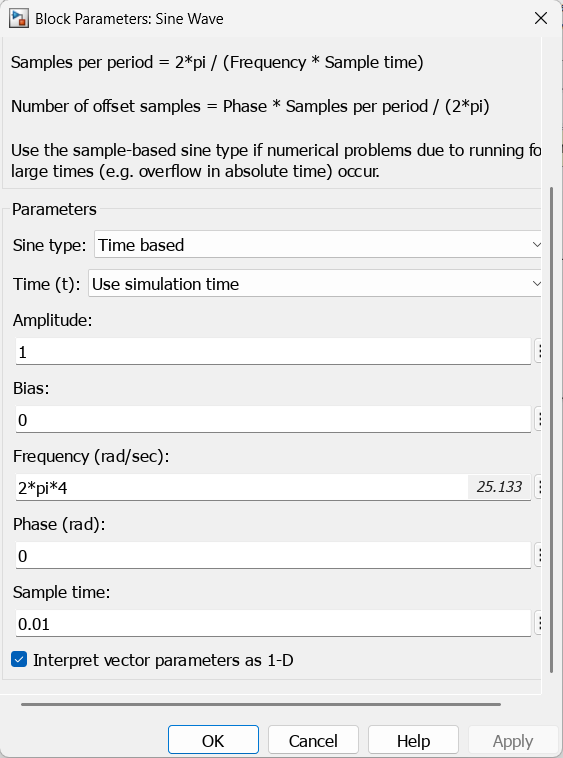 Block Parameters: Sine Wave
Samples per period = 2*pi / (Frequency * Sample time)
Number of offset samples = Phase * Samples per period / (2*pi)
Use the sample-based sine type if numerical problems due to running fo
large times (e.g. overflow in absolute time) occur.
Parameters
Sine type: Time based
Time (t): Use simulation time
Amplitude:
1
Bias:
0
Frequency (rad/sec):
2*pi*4 25.133
Phase (rad):
0
Sample time:
0.01
Interpret vector parameters as 1-D
OK Cancel Help Apply